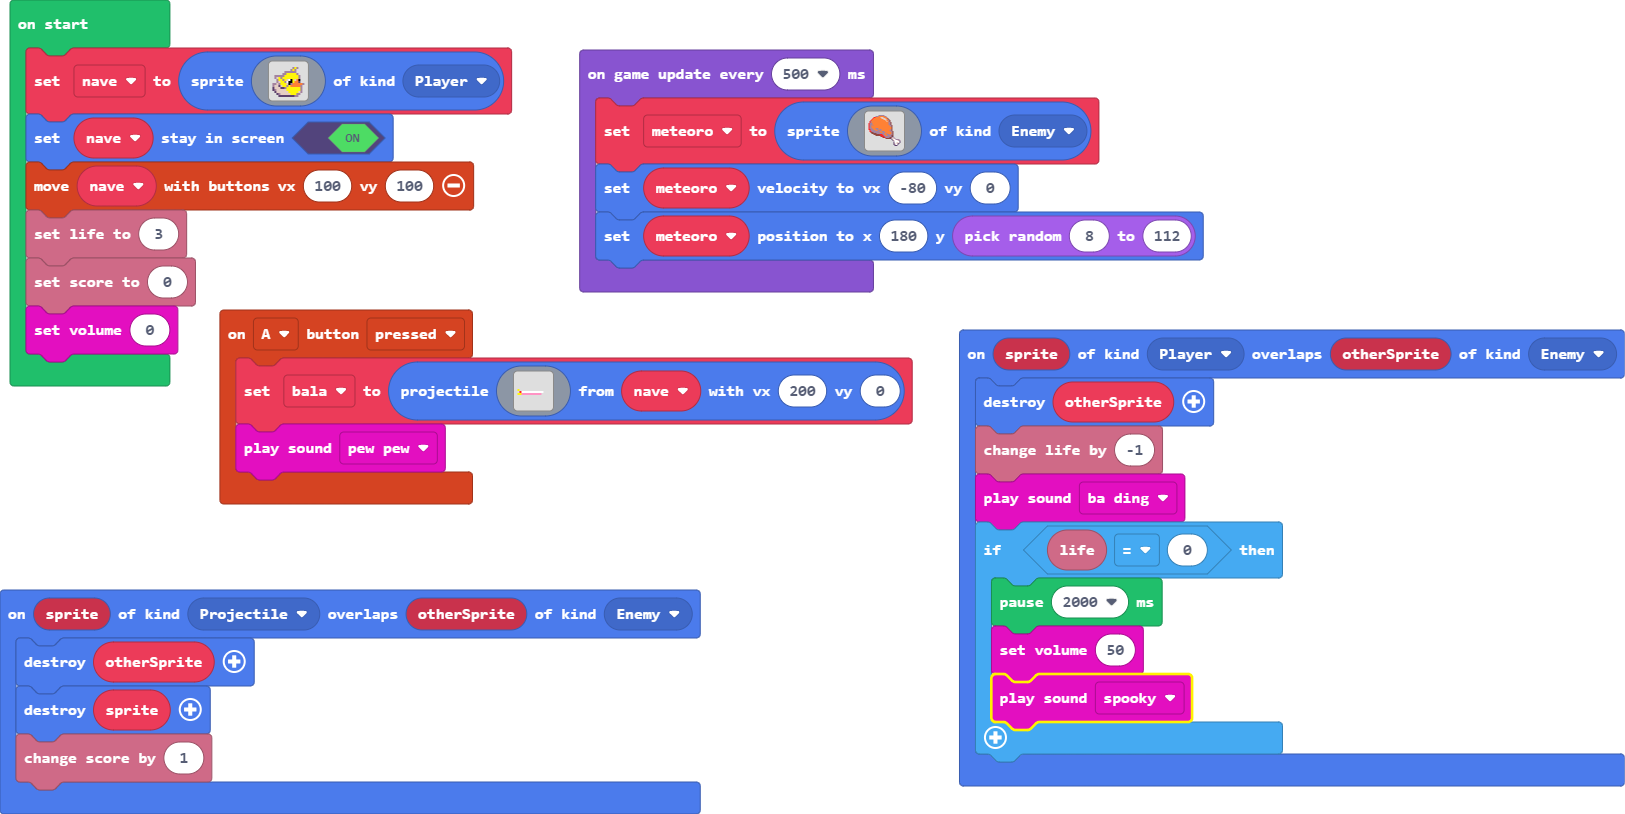 on start
set nave to sprite of kind Player
set nave stay in screen ON
move nave with buttons vx 100 vy 100
set life to 3
set score to 0
set volume 0
on game update every 500 ms
set meteoro to sprite of kind Enemy
set meteoro velocity to vx -80 vy 0
set meteoro position to x 180 y pick random 8 to 112
on A button pressed
set bala to projectile from nave with vx 200 vy 0
play sound pew pew
on sprite of kind Player overlaps otherSprite of kind Enemy
destroy otherSprite
change life by -1
play sound ba ding
if life = 0 then
pause 2000 ms
set volume 50
play sound spooky
on sprite of kind Projectile overlaps otherSprite of kind Enemy
destroy otherSprite
destroy sprite
change score by 1